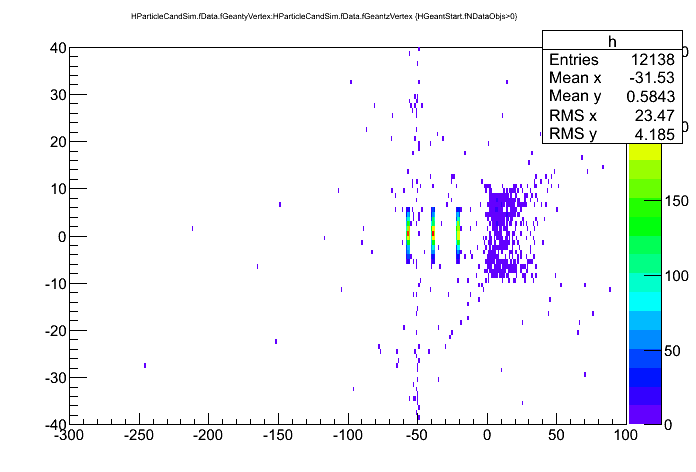 HParticleCandSim.fData.fGeantyVertex:HParticleCandSim.fData.fGeantzVertex {HGeantStart.fNDataObjs>0}
h
Entries 12138
Mean x -31.53
Mean y 0.5843
RMS x 23.47
RMS y 4.185
40
30
20
10
0
-10
-20
-30
-40
-300 -250 -200 -150 -100 -50 0 50 100
150
100
50
0